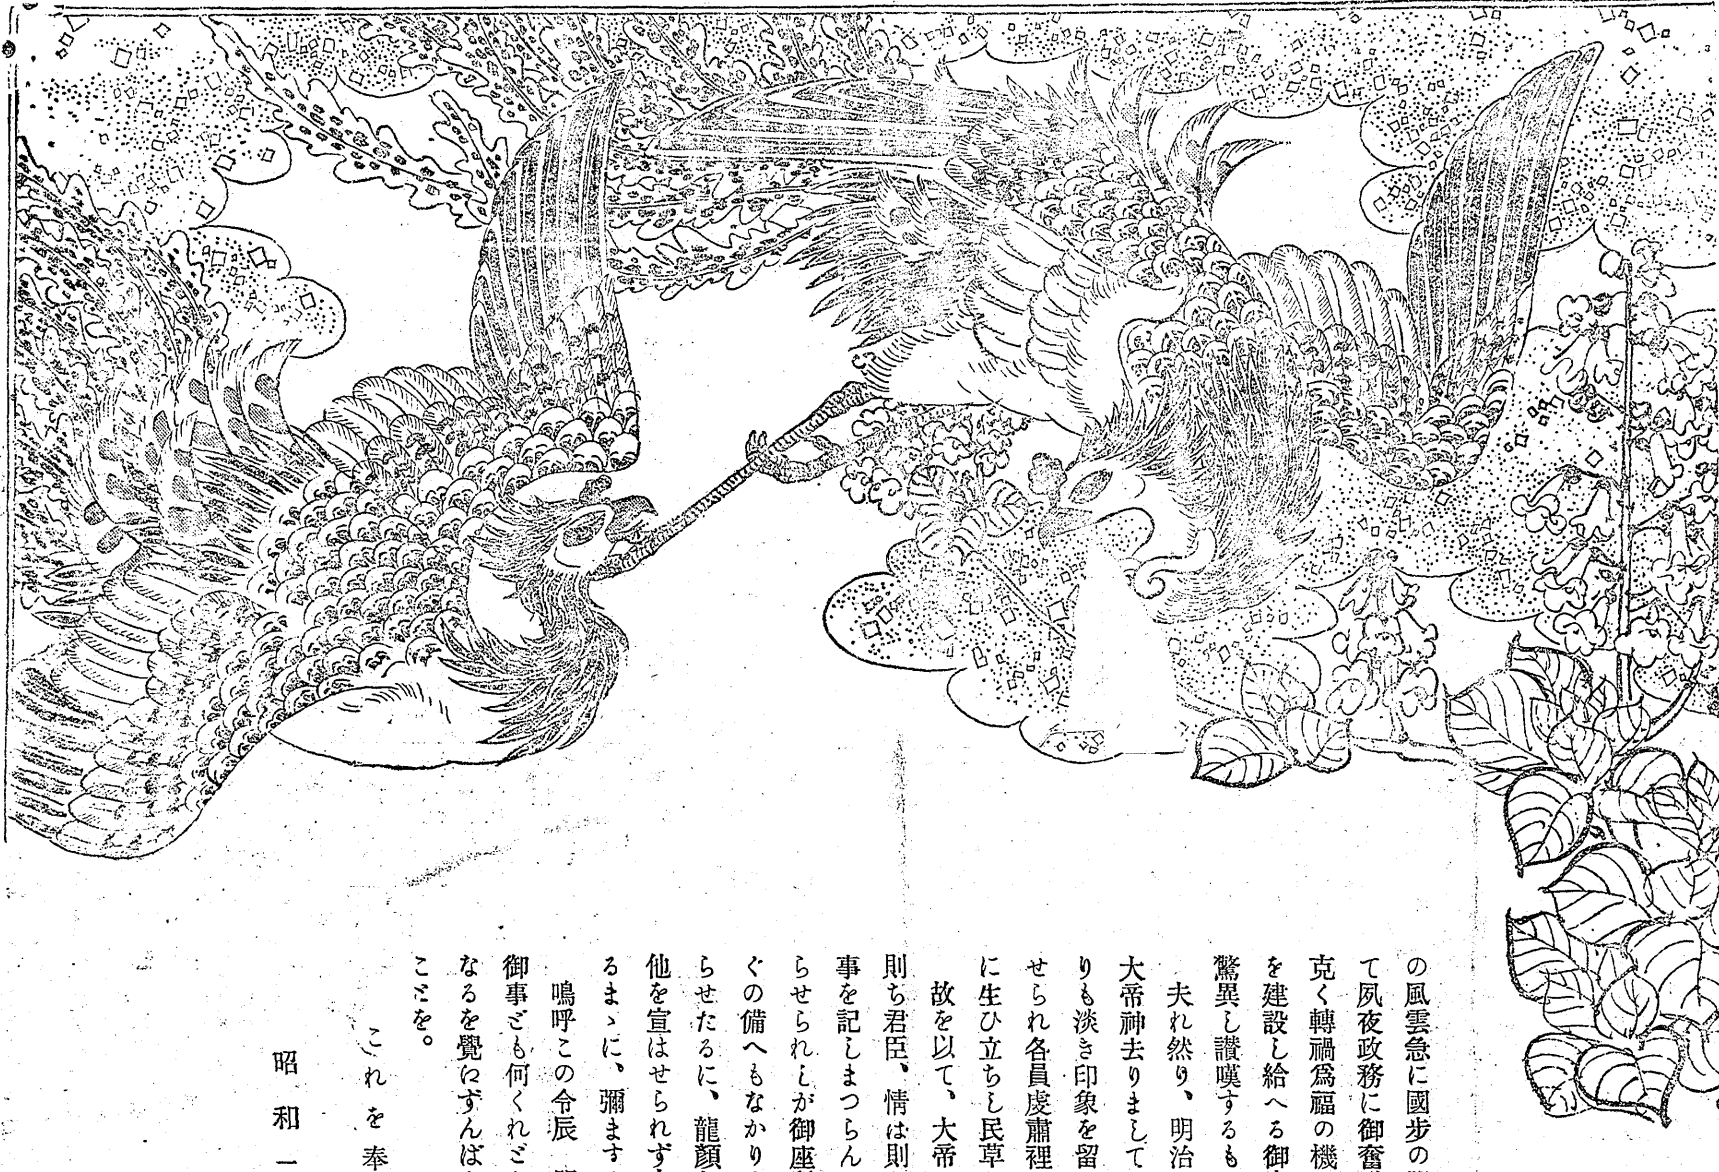 の風雲急に國步の
て夙夜政務に御奮
克く轉禍爲福の機
を建設し給へる御
驚異し讃嘆するも
夫れ然り、明治
大帝神去りまして
りも淡き印象を留
せられ各員虔肅裡
に生ひ立ちし民草
故を以て、大帝
則ち君臣、情は則
事を記しまつらん
らせられしが御座
ぐの備へもなかり
らせたるに、龍顏
他を宣はせられず
るまゝに、彌ます
嗚呼この令辰
御事ども何くれど
なるを覺ねずんば
ことを。
これを奉
昭和一